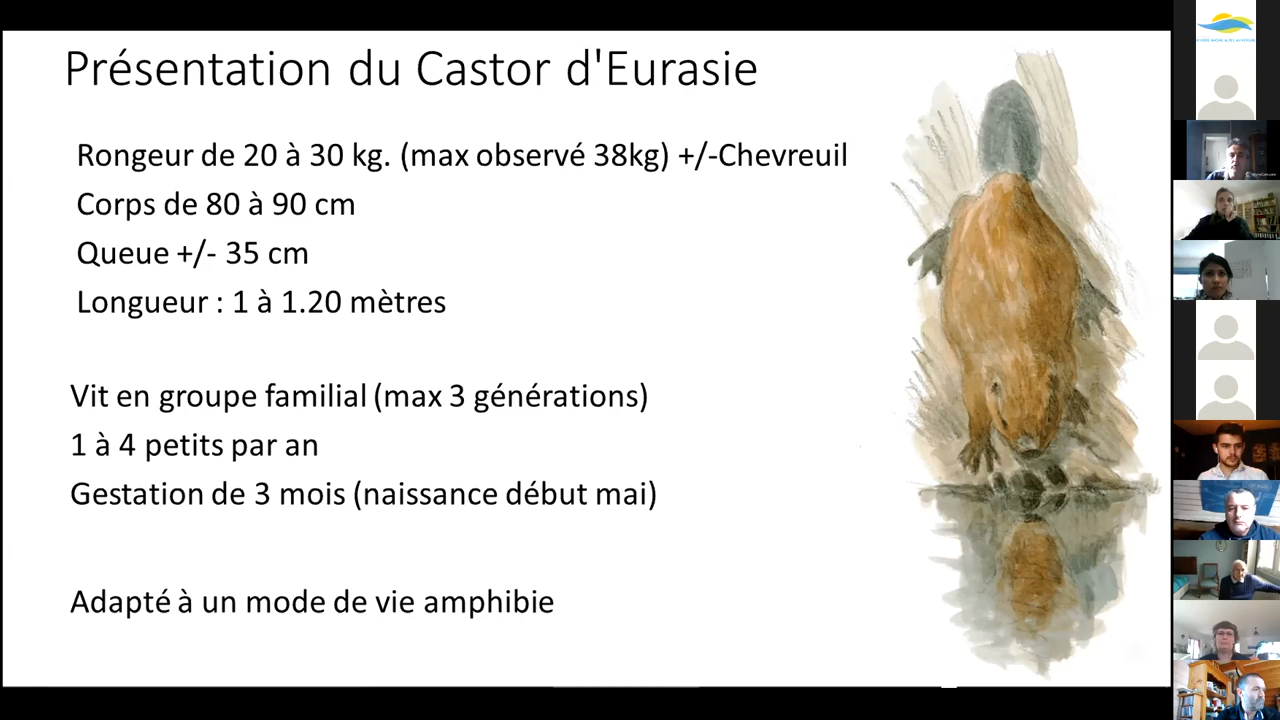 Présentation du Castor d'Eurasie
Rongeur de 20 à 30 kg. (max observé 38kg) +/-Chevreuil
Corps de 80 à 90 cm
Queue +/- 35 cm
Longueur : 1 à 1.20 mètres
Vit en groupe familial (max 3 générations)
1 à 4 petits par an
Gestation de 3 mois (naissance début mai)
Adapté à un mode de vie amphibie